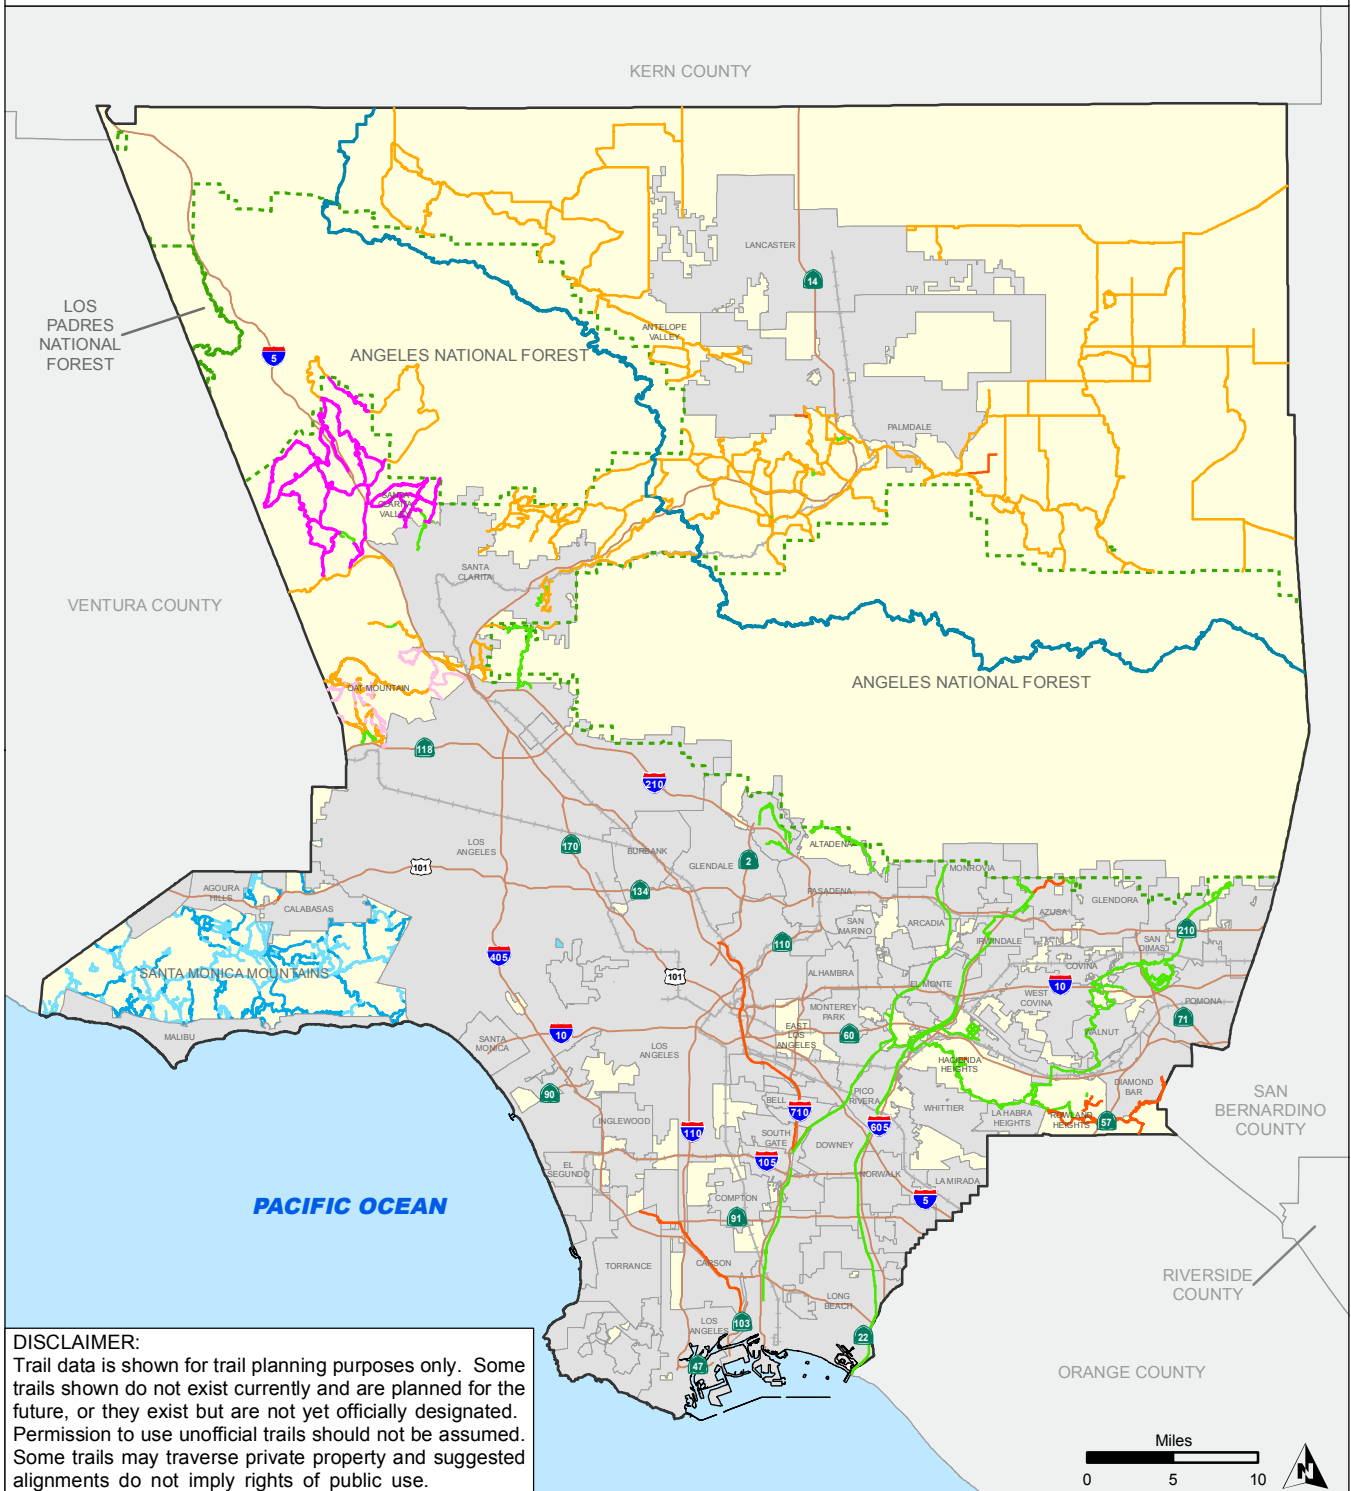 KERN COUNTY
LANCASTER
14
LOS
PADRES
NATIONAL
FOREST
5
ANGELES NATIONAL FOREST
ANTELOPE
VALLEY
PALMDALE
SANTA
CLARITA
VALLEY
SANTA
CLARITA
VENTURA COUNTY
OAT MOUNTAIN
ANGELES NATIONAL FOREST
118
210
LOS
ANGELES
170
BURBANK
GLENDALE
2
ALTADENA
MONROVIA
101
134
PASADENA
AZUSA
GLENDORA
AGOURA
HILLS
CALABASAS
SAN
MARINO
ARCADIA
IRWINDALE
210
SAN
DIMAS
110
405
SANTA MONICA MOUNTAINS
101
ALHAMBRA
EL MONTE
COVINA
10
WEST
COVINA
POMONA
71
MALIBU
SANTA
MONICA
10
LOS
ANGELES
EAST
LOS
ANGELES
MONTEREY
PARK
60
WALNUT
HACIENDA
HEIGHTS
DIAMOND
BAR
90
BELL
710
PICO
RIVERA
WHITTIER
LA HABRA
HEIGHTS
ROWLAND
HEIGHTS
57
SAN
BERNARDINO
COUNTY
INGLEWOOD
110
SOUTH
GATE
605
DOWNEY
105
EL
SEGUNDO
NORWALK
LA MIRADA
5
PACIFIC OCEAN
COMPTON
91
TORRANCE
CARSON
RIVERSIDE
COUNTY
LONG
BEACH
LOS
ANGELES
103
22
47
ORANGE COUNTY
DISCLAIMER:
Trail data is shown for trail planning purposes only. Some
trails shown do not exist currently and are planned for the
future, or they exist but are not yet officially designated.
Permission to use unofficial trails should not be assumed.
Some trails may traverse private property and suggested
alignments do not imply rights of public use.
Miles
0 5 10
N